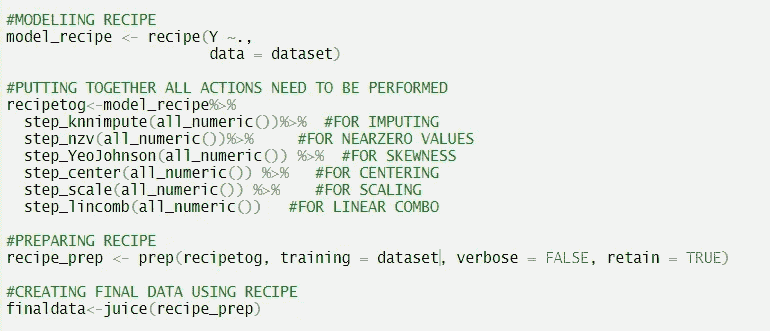 #MODELIING RECIPE
model_recipe <- recipe(Y ~.,
                       data = dataset)
#PUTTING TOGETHER ALL ACTIONS NEED TO BE PERFORMED
recipetog<-model_recipe%>%
  step_knnimpute(all_numeric())%>%  #FOR IMPUTING
  step_nzv(all_numeric())%>%     #FOR NEARZERO VALUES
  step_YeoJohnson(all_numeric()) %>%  #FOR SKEWNESS
  step_center(all_numeric()) %>%   #FOR CENTERING
  step_scale(all_numeric()) %>%    #FOR SCALING
  step_lincomb(all_numeric())   #FOR LINEAR COMBO
#PREPARING RECIPE
recipe_prep <- prep(recipetog, training = dataset, verbose = FALSE, retain = TRUE)
#CREATING FINAL DATA USING RECIPE
finaldata<-juice(recipe_prep)